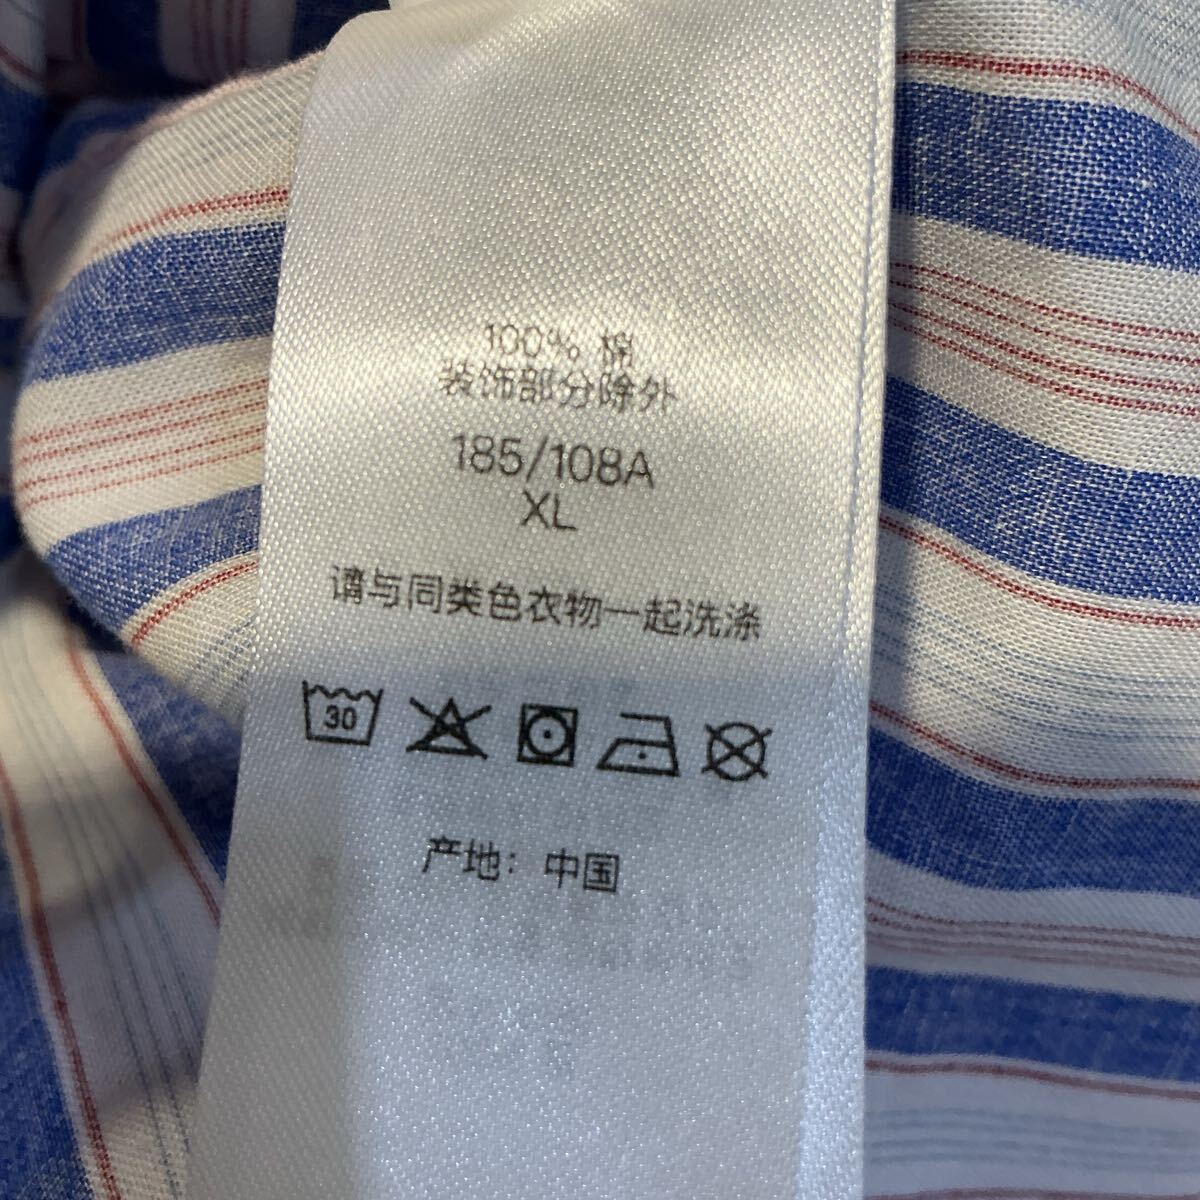 100% 棉
装饰部分除外
185/108A
XL
请与同类色衣物一起洗涤
30
产地：中国